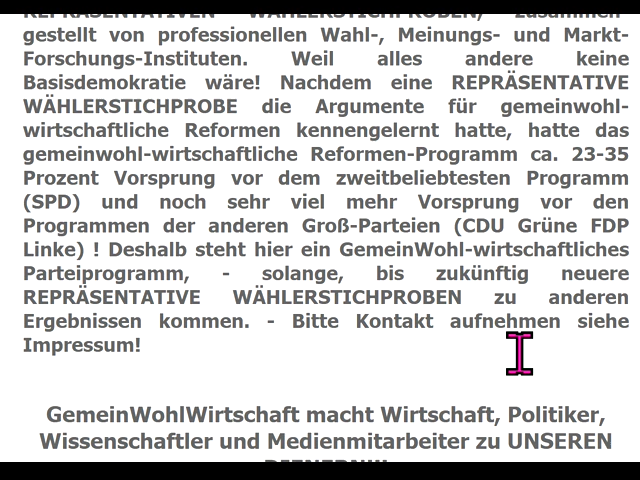 REPRÄSENTATIVEN WÄHLERSTICHPROBEN, zusammen-
gestellt von professionellen Wahl-, Meinungs- und Markt-
Forschungs-Instituten. Weil alles andere keine
Basisdemokratie wäre! Nachdem eine REPRÄSENTATIVE
WÄHLERSTICHPROBE die Argumente für gemeinwohl-
wirtschaftliche Reformen kennengelernt hatte, hatte das
gemeinwohl-wirtschaftliche Reformen-Programm ca. 23-35
Prozent Vorsprung vor dem zweitbeliebtesten Programm
(SPD) und noch sehr viel mehr Vorsprung vor den
Programmen der anderen Groß-Parteien (CDU Grüne FDP
Linke) ! Deshalb steht hier ein GemeinWohl-wirtschaftliches
Parteiprogramm, - solange, bis zukünftig neuere
REPRÄSENTATIVE WÄHLERSTICHPROBEN zu anderen
Ergebnissen kommen. - Bitte Kontakt aufnehmen siehe
Impressum!
GemeinWohlWirtschaft macht Wirtschaft, Politiker,
Wissenschaftler und Medienmitarbeiter zu UNSEREN